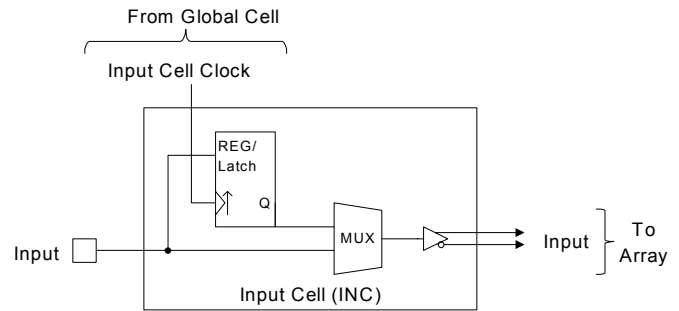 From Global Cell
Input Cell Clock
REG/
Latch
Q
MUX
Input
Input
To
Array
Input Cell (INC)